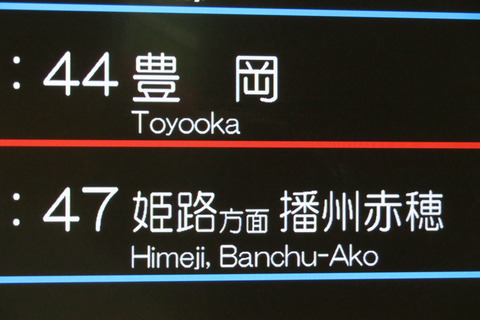 :44 豊岡
Toyooka
:47 姫路方面 播州赤穂
Himeji, Banchu-Ako